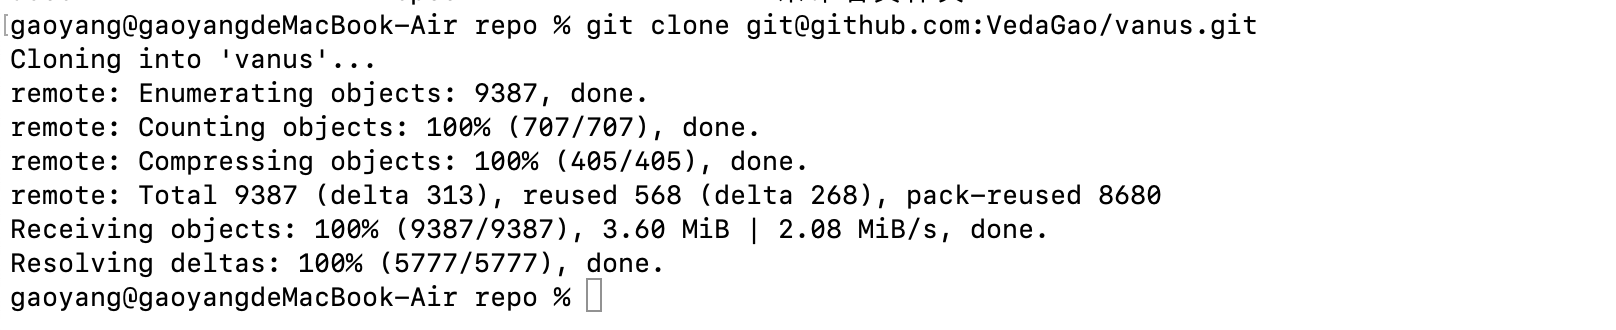 [gaoyang@gaoyangdeMacBook-Air repo % git clone git@github.com:VedaGao/vanus.git
Cloning into 'vanus'...
remote: Enumerating objects: 9387, done.
remote: Counting objects: 100% (707/707), done.
remote: Compressing objects: 100% (405/405), done.
remote: Total 9387 (delta 313), reused 568 (delta 268), pack-reused 8680
Receiving objects: 100% (9387/9387), 3.60 MiB | 2.08 MiB/s, done.
Resolving deltas: 100% (5777/5777), done.
gaoyang@gaoyangdeMacBook-Air repo %